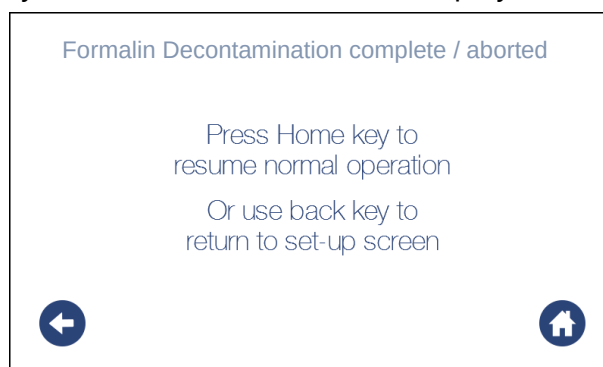 Formalin Decontamination complete / aborted
Press Home key to
resume normal operation
Or use back key to
return to set-up screen